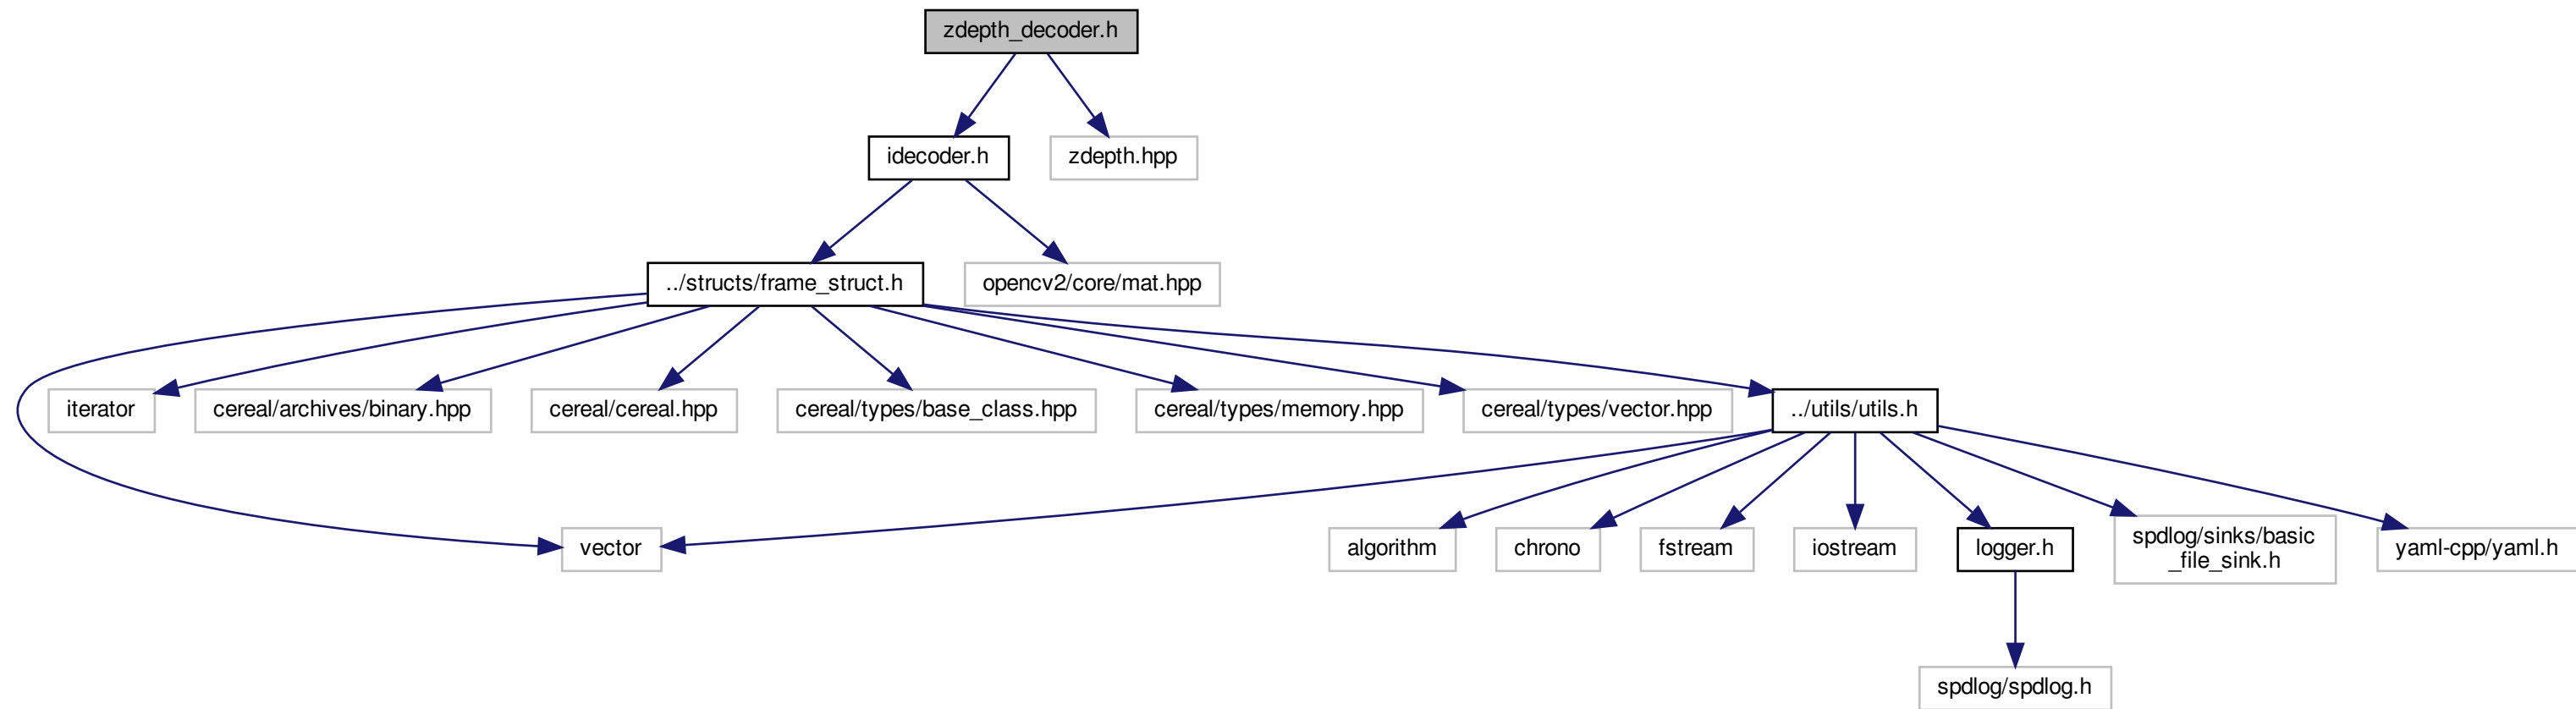 zdepth_decoder.h
idecoder.h
zdepth.hpp
../structs/frame_struct.h
opencv2/core/mat.hpp
iterator
cereal/archives/binary.hpp
cereal/cereal.hpp
cereal/types/base_class.hpp
cereal/types/memory.hpp
cereal/types/vector.hpp
../utils/utils.h
vector
algorithm
chrono
fstream
iostream
logger.h
spdlog/sinks/basic
_file_sink.h
yaml-cpp/yaml.h
spdlog/spdlog.h